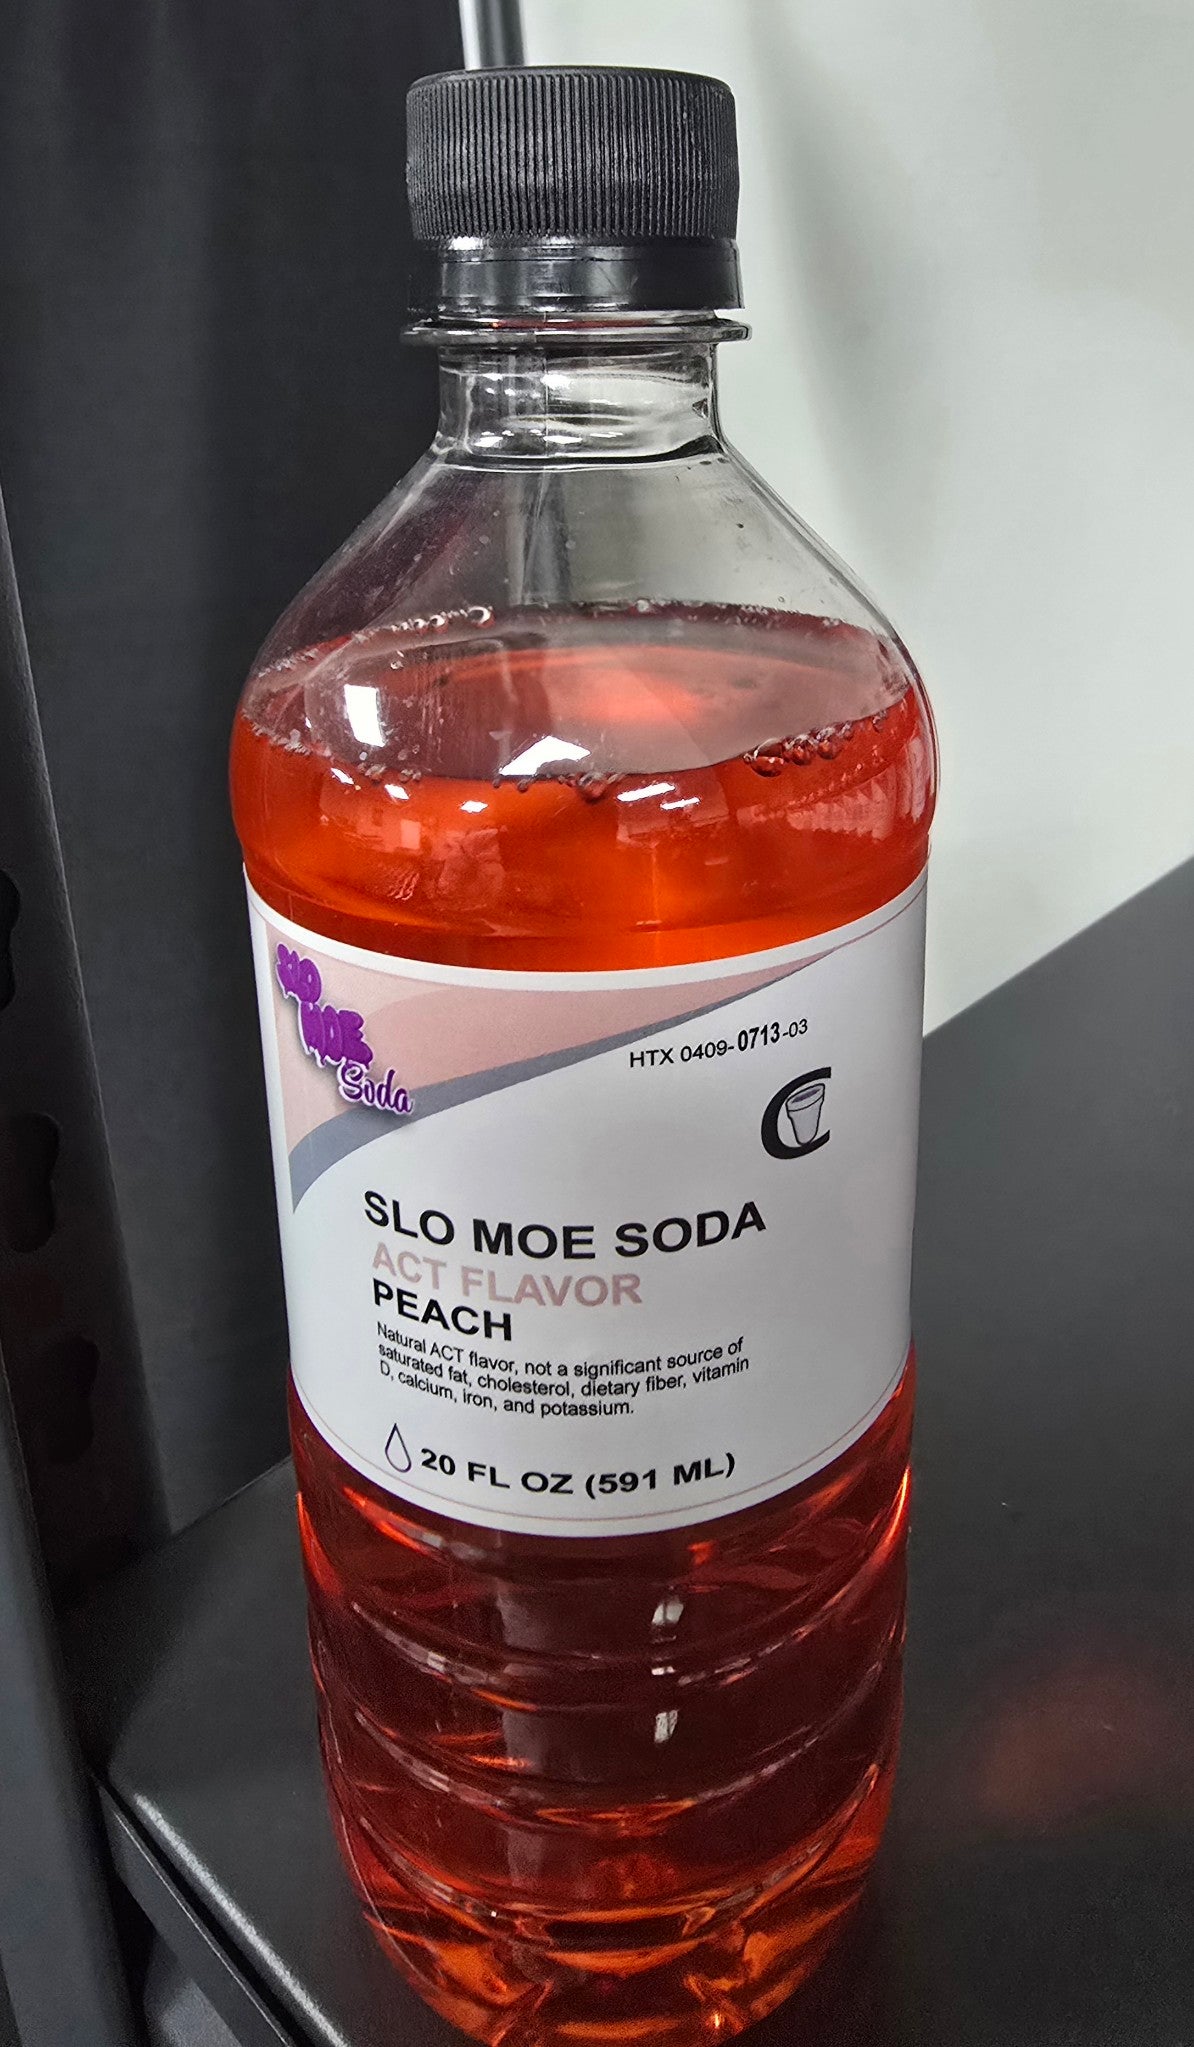 SLO
MOE
Soda
HTX 0409-0713-03
C
SLO MOE SODA
ACT FLAVOR
PEACH
Natural ACT flavor, not a significant source of
saturated fat, cholesterol, dietary fiber, vitamin
D, calcium, iron, and potassium.
20 FL OZ (591 ML)